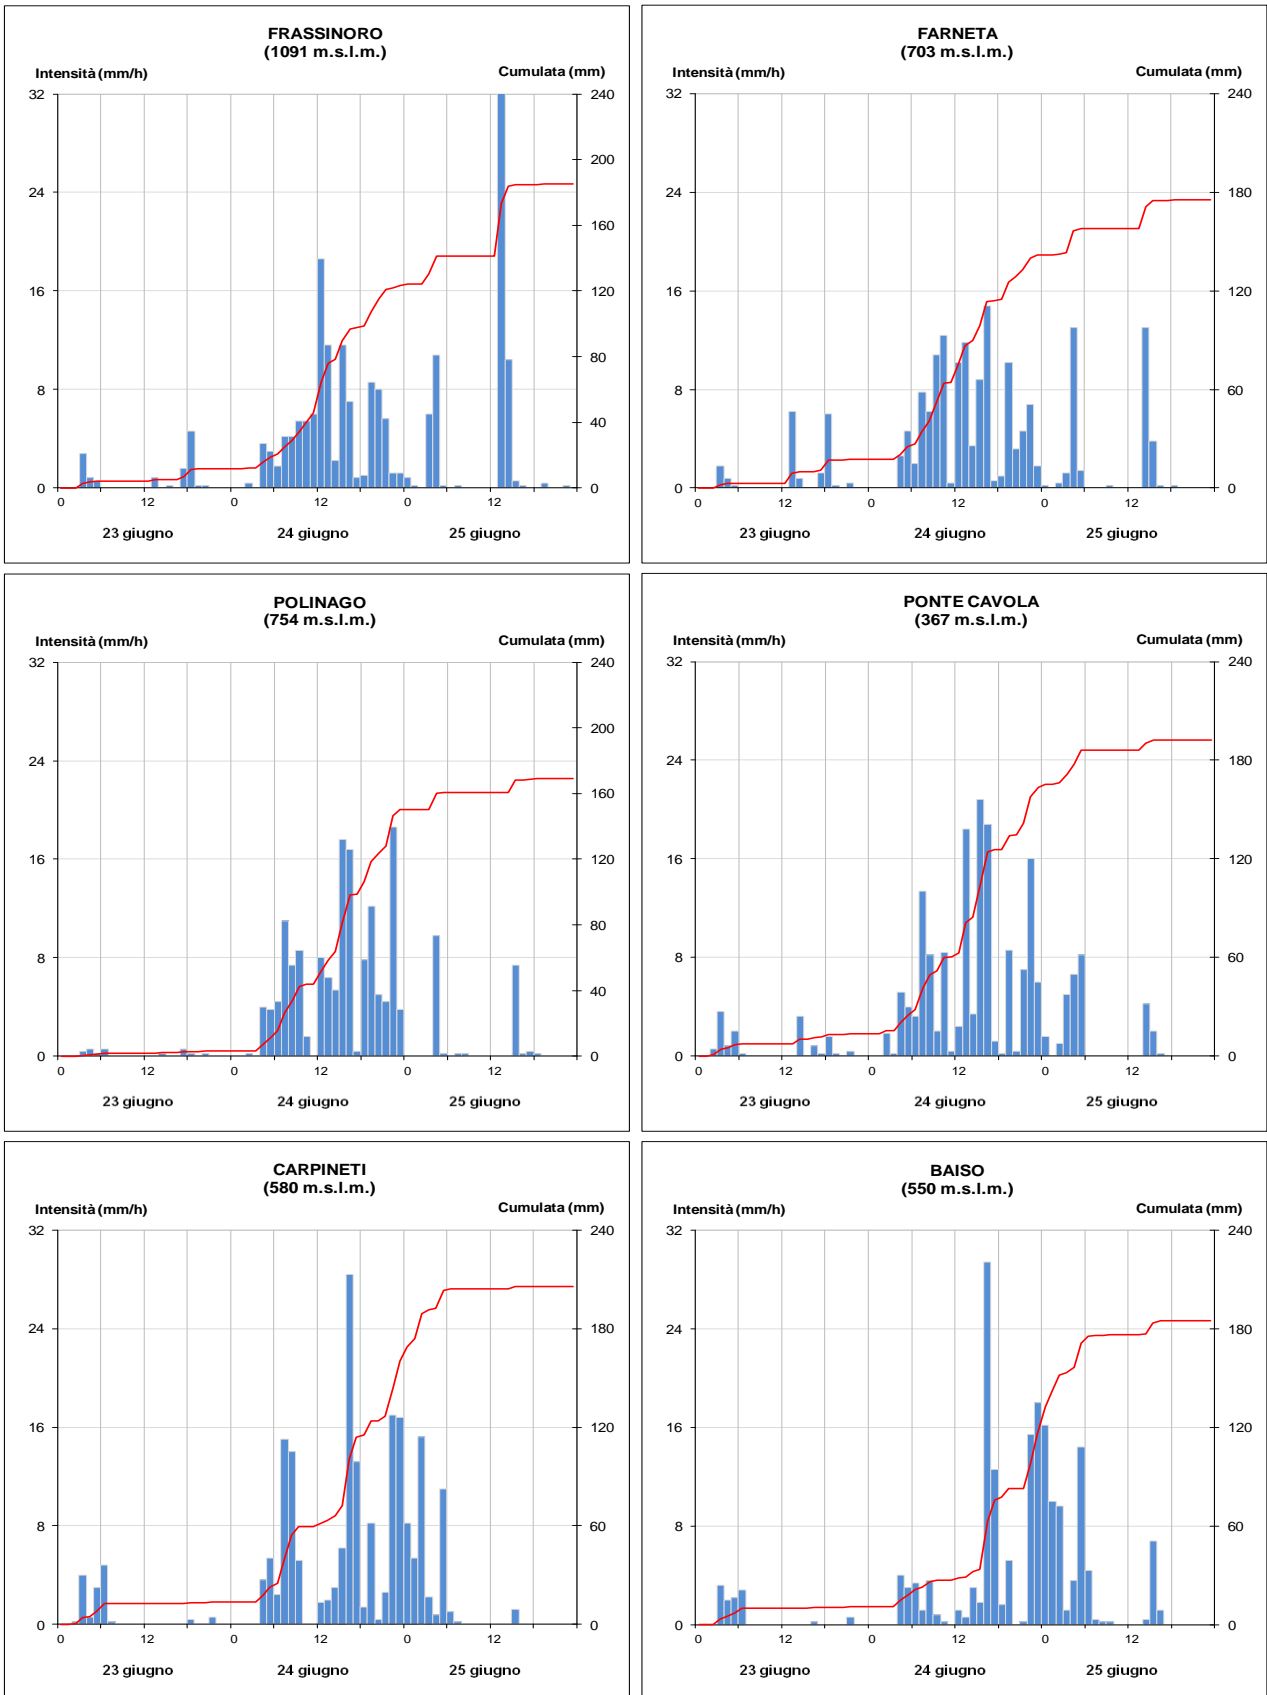 FRASSINORO
(1091 m.s.l.m.)
Intensità (mm/h)
Cumulata (mm)
32
24
16
8
0
240
200
160
120
80
40
0
0 12 0 12 0 12
23 giugno 24 giugno 25 giugno
FARNETA
(703 m.s.l.m.)
Intensità (mm/h)
Cumulata (mm)
32
24
16
8
0
240
180
120
60
0
0 12 0 12 0 12
23 giugno 24 giugno 25 giugno
POLINAGO
(754 m.s.l.m.)
Intensità (mm/h)
Cumulata (mm)
32
24
16
8
0
240
200
160
120
80
40
0
0 12 0 12 0 12
23 giugno 24 giugno 25 giugno
PONTE CAVOLA
(367 m.s.l.m.)
Intensità (mm/h)
Cumulata (mm)
32
24
16
8
0
240
180
120
60
0
0 12 0 12 0 12
23 giugno 24 giugno 25 giugno
CARPINETI
(580 m.s.l.m.)
Intensità (mm/h)
Cumulata (mm)
32
24
16
8
0
240
180
120
60
0
0 12 0 12 0 12
23 giugno 24 giugno 25 giugno
BAISO
(550 m.s.l.m.)
Intensità (mm/h)
Cumulata (mm)
32
24
16
8
0
240
180
120
60
0
0 12 0 12 0 12
23 giugno 24 giugno 25 giugno